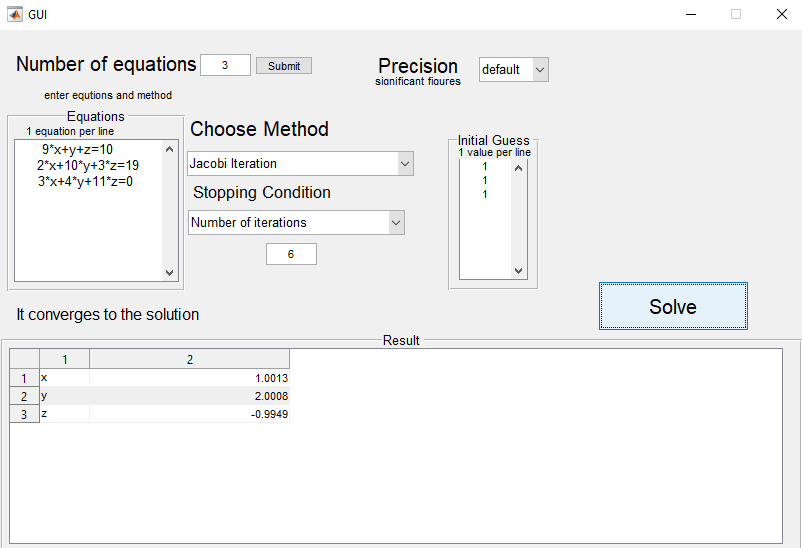 GUI
Number of equations 3 Submit
Precision
significant figures
default
enter equtions and method
Equations
1 equation per line
9*x+y+z=10
2*x+10*y+3*z=19
3*x+4*y+11*z=0
Choose Method
Jacobi Iteration
Stopping Condition
Number of iterations
6
Initial Guess
1 value per line
1
1
1
Solve
It converges to the solution
Result
1 2
1 x 1.0013
2 y 2.0008
3 z -0.9949